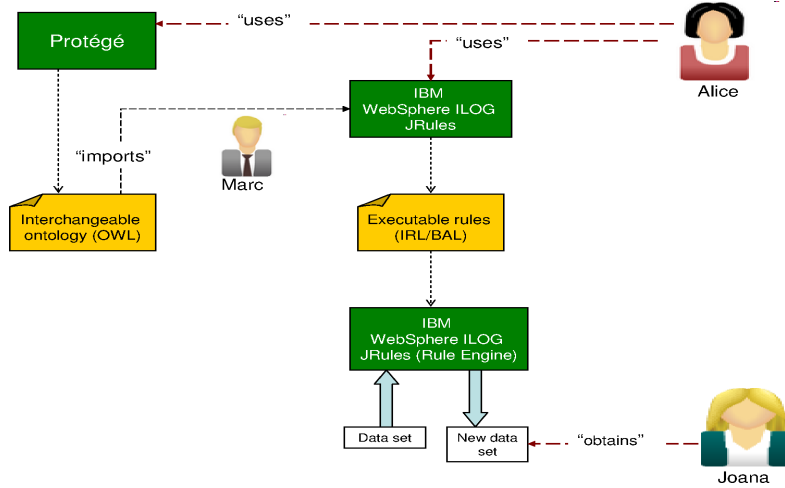 “uses”
Protégé
“uses”
Alice
IBM
WebSphere ILOG
JRules
“imports”
Marc
Interchangeable
ontology (OWL)
Executable rules
(IRL/BAL)
IBM
WebSphere ILOG
JRules (Rule Engine)
Data set
New data
set
“obtains”
Joana